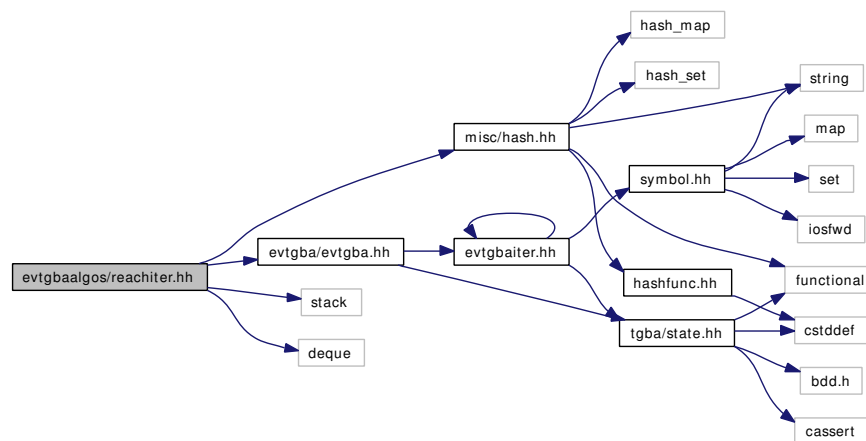 hash_map
hash_set
string
misc/hash.hh
map
symbol.hh
set
iosfwd
evtgba/evtgba.hh
evtgbaiter.hh
evtgbaalgos/reachiter.hh
hashfunc.hh
functional
stack
tgba/state.hh
cstddef
deque
bdd.h
cassert